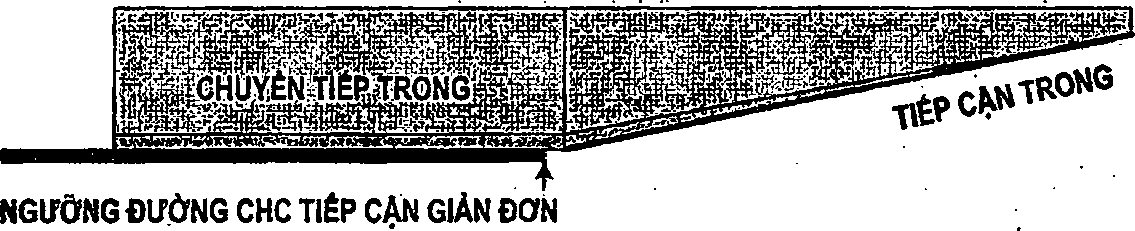 CHUYỂN TIẾP TRONG
TIẾP CẬN TRONG
NGƯỠNG ĐƯỜNG CHC TIẾP CẬN GIẢN ĐƠN